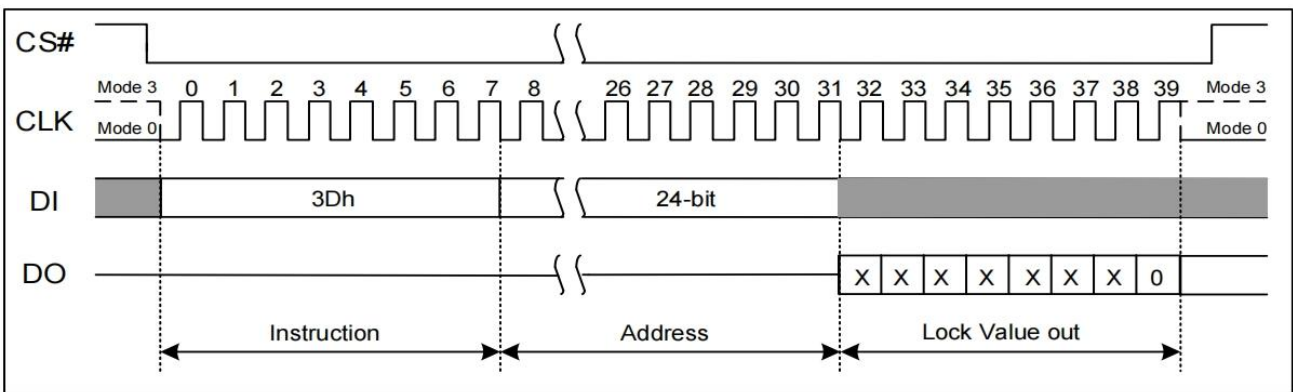 CS#
Mode 3 0 1 2 3 4 5 6 7 8 26 27 28 29 30 31 32 33 34 35 36 37 38 39 Mode 3
CLK
Mode 0 Mode 0
DI 3Dh 24-bit
DO X X X X X X X 0
Instruction Address Lock Value out